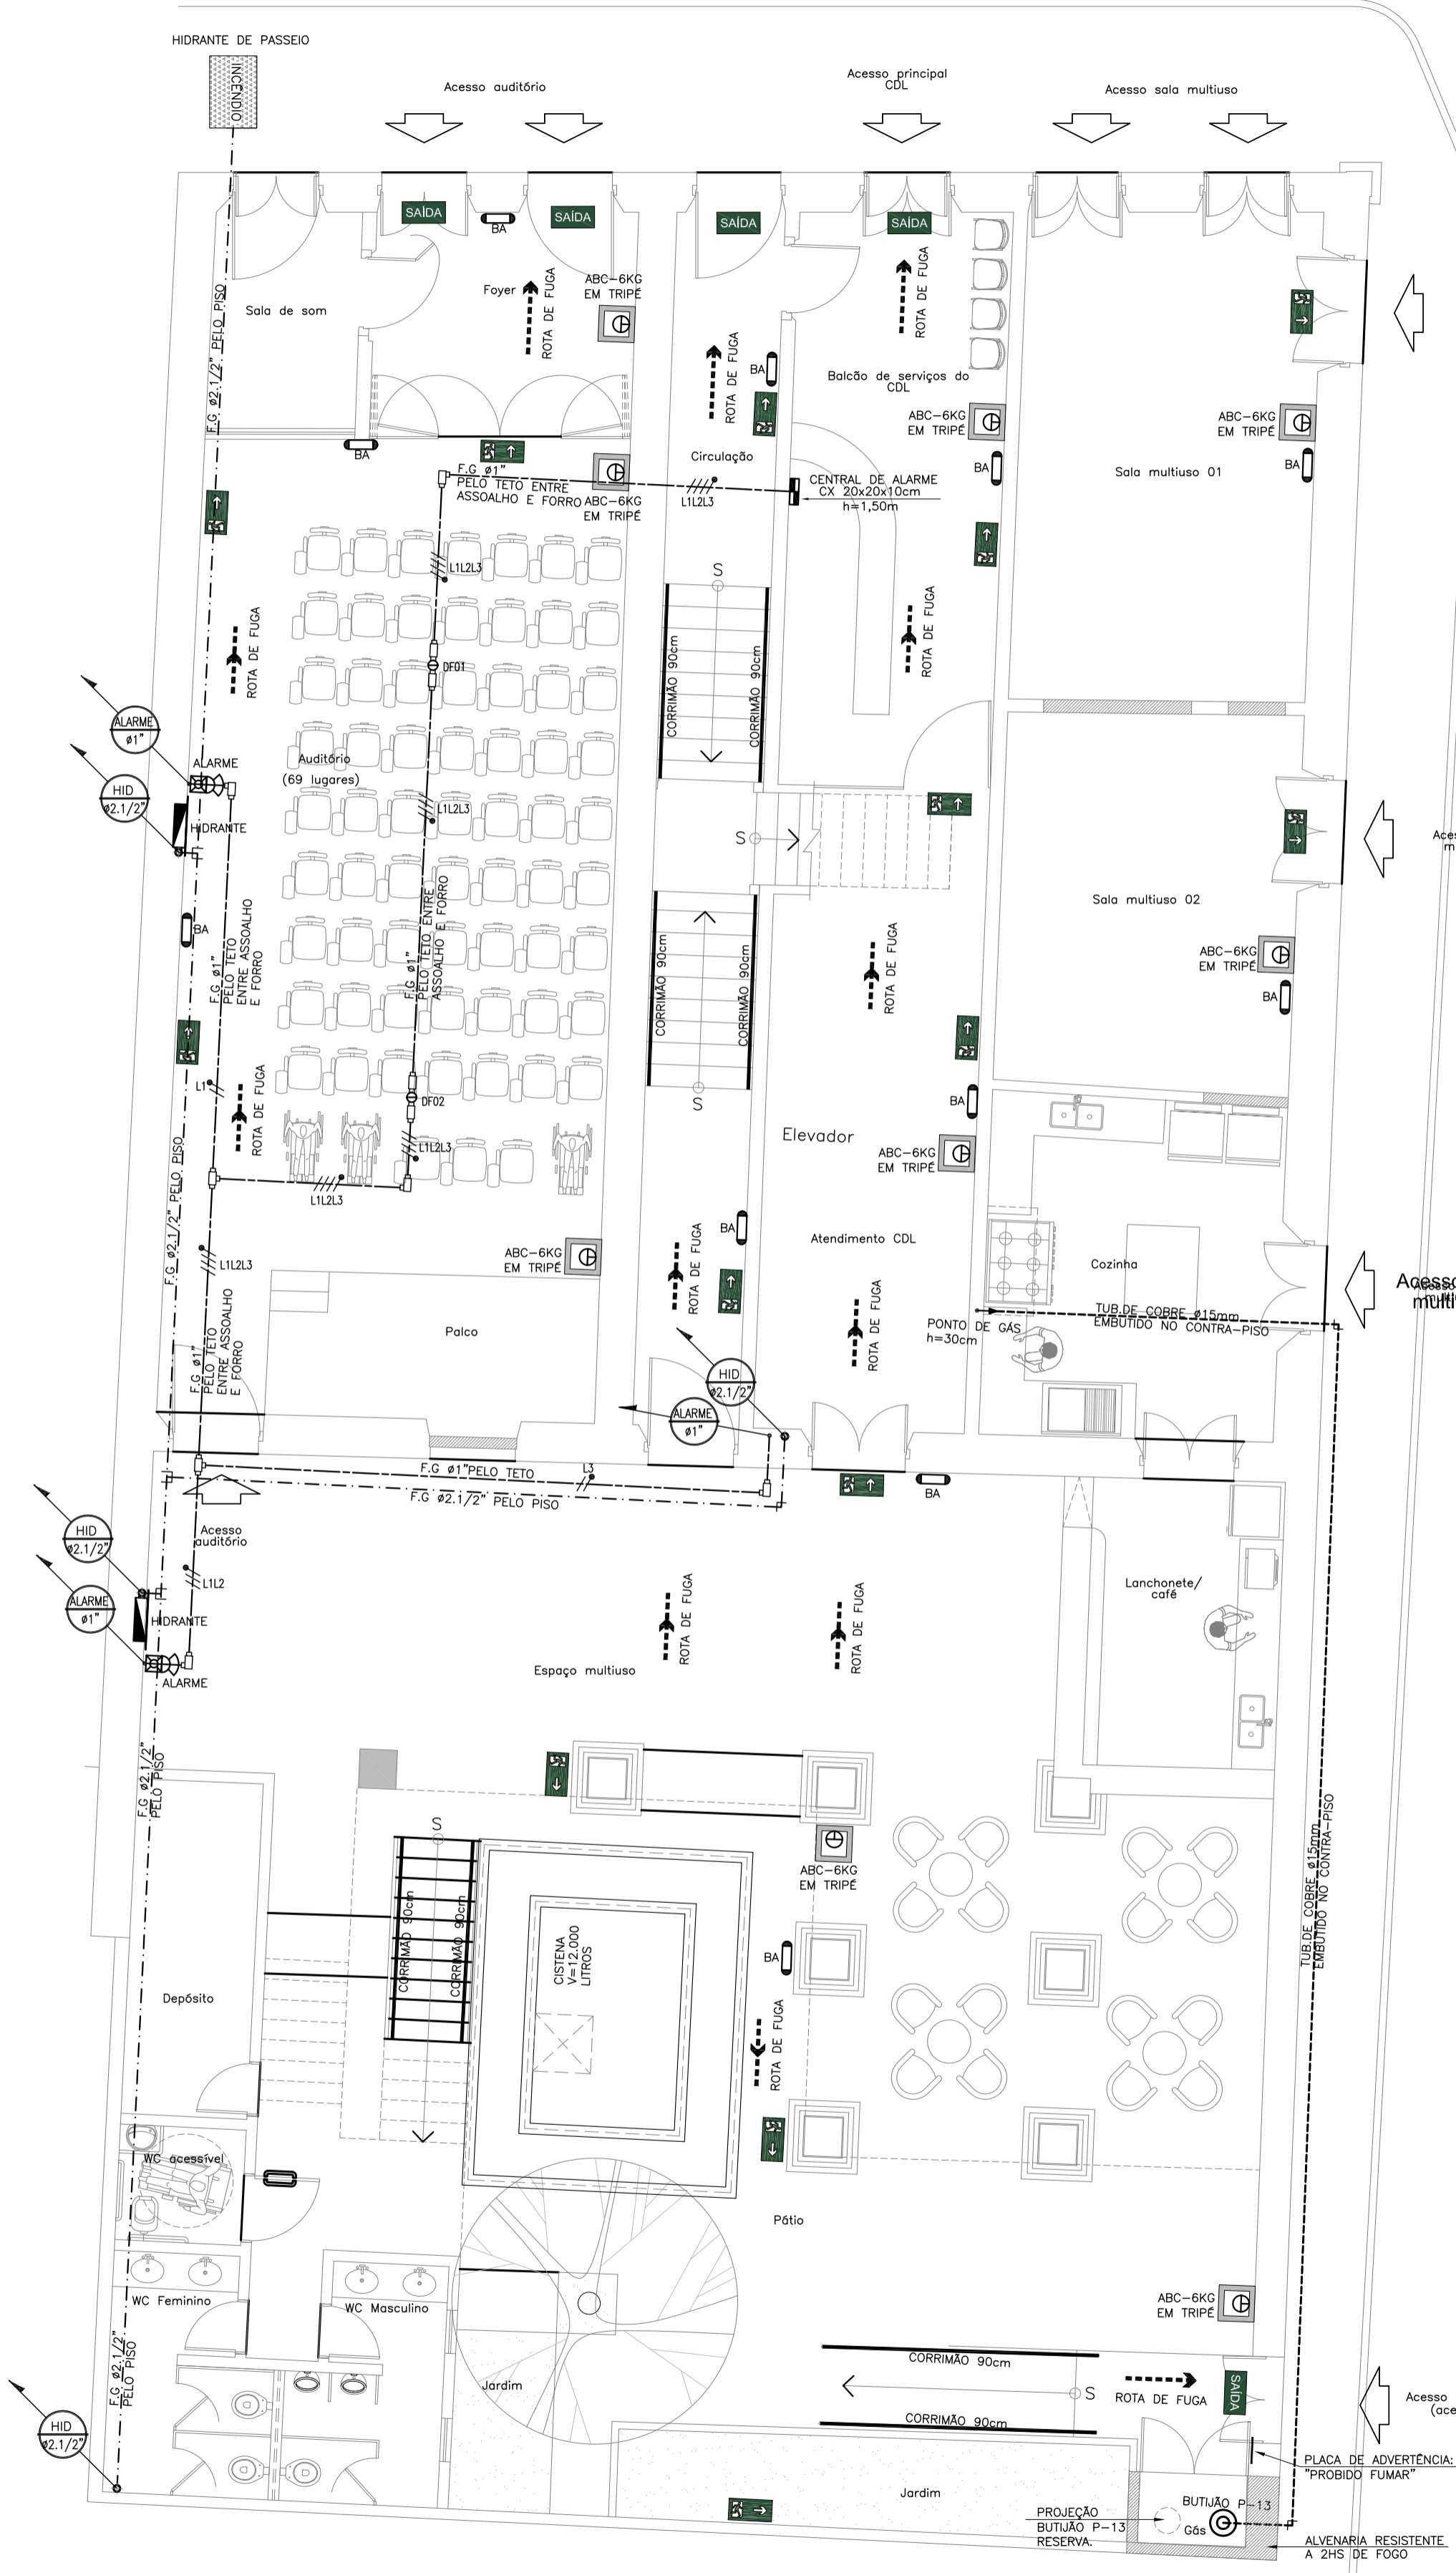 HIDRANTE DE PASSEIO
INCÊNDIO
Acesso auditório
Acesso principal
CDL
Acesso sala multiuso
SAÍDA
SAÍDA
SAÍDA
SAÍDA
BA
Sala de som
Foyer
ABC-6KG
EM TRIPÉ
ROTA DE FUGA
ROTA DE FUGA
ROTA DE FUGA
F.G ø2.1/2" PELO PISO
BA
Balcão de serviços do
CDL
ABC-6KG
EM TRIPÉ
ABC-6KG
EM TRIPÉ
BA
BA
BA
Circulação
Sala multiuso 01
F.G ø1"
PELO TETO ENTRE
ASSOALHO E FORRO
ABC-6KG
EM TRIPÉ
L1L2L3
CENTRAL DE ALARME
CX 20x20x10cm
h=1,50m
L1L2L3
S
ROTA DE FUGA
ROTA DE FUGA
CORRIMÃO 90cm
CORRIMÃO 90cm
DF01
ALARME
ø1"
HID
ø2.1/2"
ALARME
HIDRANTE
Auditório
(69 lugares)
L1L2L3
S
BA
F.G ø1"
PELO TETO
ENTRE ASSOALHO
E FORRO
F.G ø1"
PELO TETO ENTRE
ASSOALHO E FORRO
CORRIMÃO 90cm
CORRIMÃO 90cm
ROTA DE FUGA
Sala multiuso 02
ABC-6KG
EM TRIPÉ
BA
L1
ROTA DE FUGA
DF02
S
BA
Elevador
ABC-6KG
EM TRIPÉ
L1L2L3
L1L2L3
F.G ø2.1/2" PELO PISO
L1L2L3
ABC-6KG
EM TRIPÉ
BA
ROTA DE FUGA
Atendimento CDL
Cozinha
ROTA DE FUGA
PONTO DE GÁS
h=30cm
TUB.DE COBRE ø15mm
EMBUTIDO NO CONTRA-PISO
Palco
F.G ø1"
PELO TETO
ENTRE ASSOALHO
E FORRO
HID
ø2.1/2"
ALARME
ø1"
F.G ø1"PELO TETO
L3
F.G ø2.1/2" PELO PISO
BA
Acesso
auditório
HID
ø2.1/2"
ALARME
ø1"
L1L2
HIDRANTE
ALARME
Lanchonete/
café
ROTA DE FUGA
ROTA DE FUGA
Espaço multiuso
F.G ø2.1/2"
PELO PISO
S
CORRIMÃO 90cm
CORRIMÃO 90cm
CISTENA
V=12.000
LITROS
ABC-6KG
EM TRIPÉ
BA
TUB.DE COBRE ø15mm
EMBUTIDO NO CONTRA-PISO
Depósito
ROTA DE FUGA
WC acessível
Pátio
WC Feminino
WC Masculino
ABC-6KG
EM TRIPÉ
F.G ø2.1/2"
PELO PISO
Jardim
CORRIMÃO 90cm
S
ROTA DE FUGA
SAÍDA
CORRIMÃO 90cm
Acesso
HID
ø2.1/2"
PLACA DE ADVERTÊNCIA:
"PROBIDO FUMAR"
Jardim
BUTIJÃO P-13
Gás
PROJEÇÃO
BUTIJÃO P-13
RESERVA.
ALVENARIA RESISTENTE
A 2HS DE FOGO